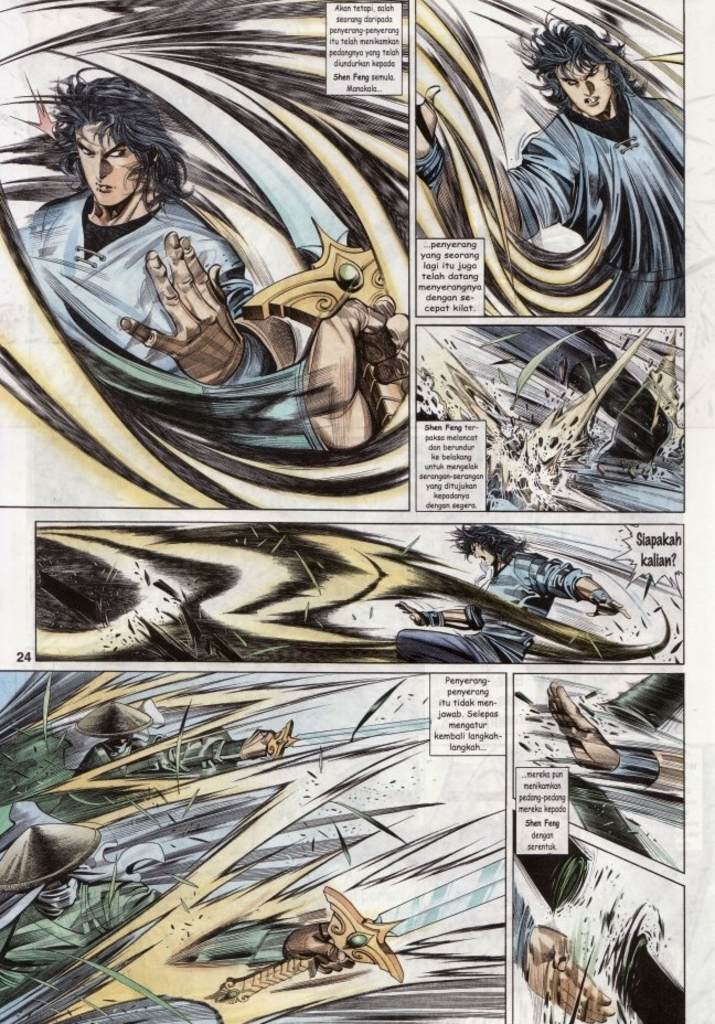 Akan tetapi, salah
seorang daripada
penyerang-penyerang
itu telah menikamkan
pedangnya yang telah
diundurkan kepada
Shen Feng semula.
Manakala...
...penyerang
yang seorang
lagi itu juga
telah datang
menyerangnya
dengan se-
cepat kilat.
Shen Feng ter-
paksa melancat
dan berundur
ke belakang
untuk mengelak
serangan-serangan
yang ditujukan
kepadanya
dengan segera.
Siapakah
kalian?
24
Penyerang-
penyerang
itu tidak men-
jawab. Selepas
mengatur
kembali langkah-
langkah...
...mereka pun
menikamkan
pedang-pedang
mereka kepada
Shen Feng
dengan
serentuk.